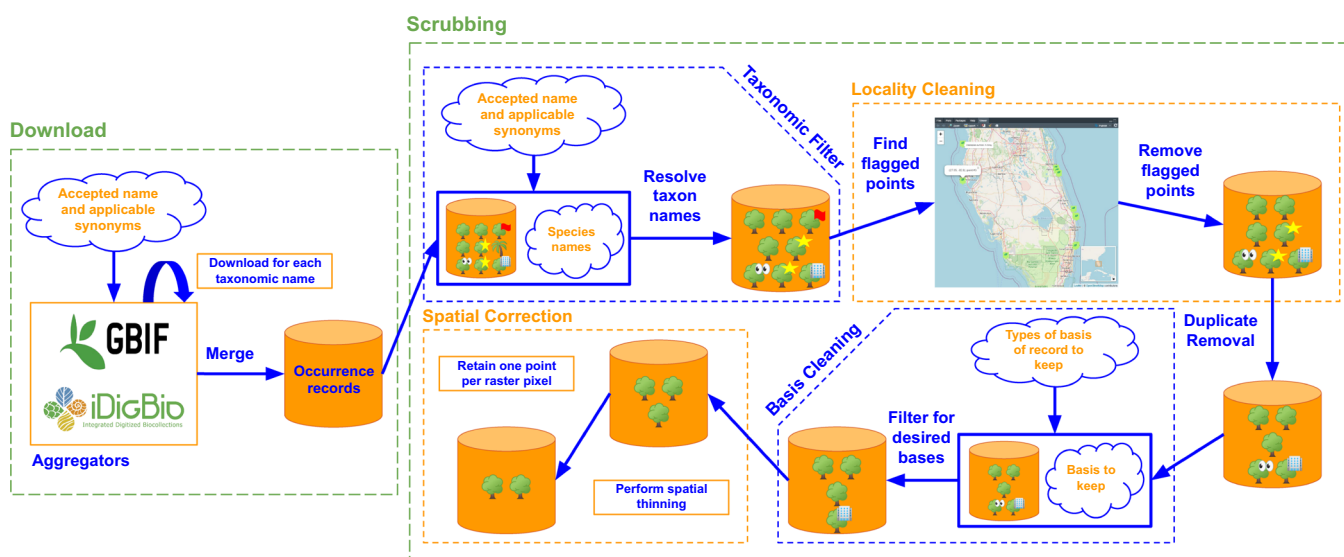 Scrubbing
Download
Accepted name
and applicable
synonyms
Download for each
taxonomic name
GBIF
iDigBio
Integrated Digitized Biocollections
Aggregators
Merge
Occurrence
records
Taxonomic Filter
Accepted name
and applicable
synonyms
Species
names
Resolve
taxon
names
Locality Cleaning
Find
flagged
points
Remove
flagged
points
Duplicate
Removal
Basis Cleaning
Types of basis
of record to
keep
Basis to
keep
Filter for
desired
bases
Spatial Correction
Retain one point
per raster pixel
Perform spatial
thinning